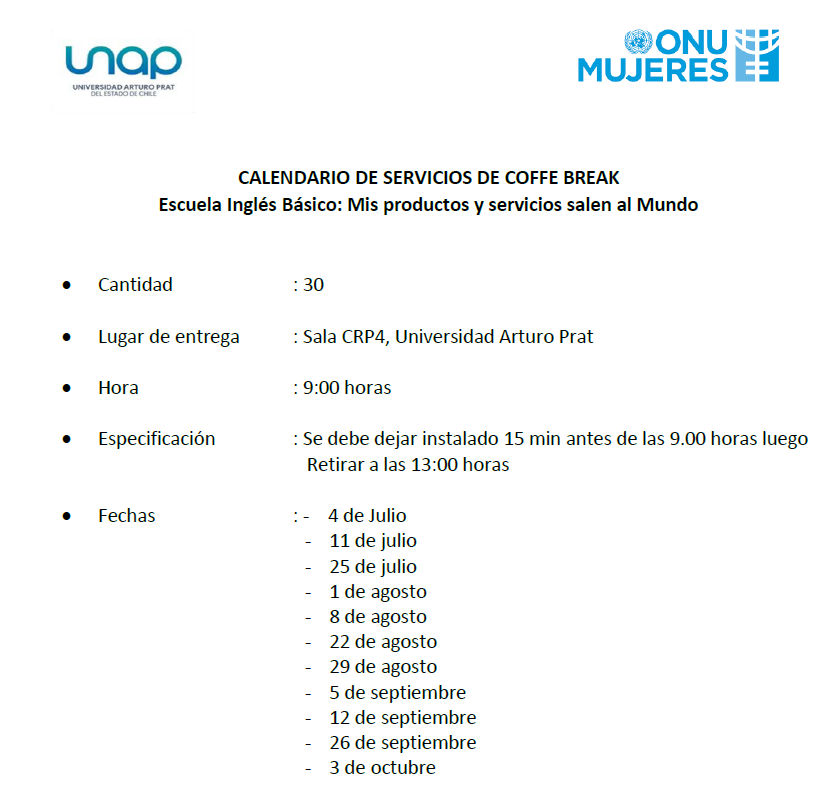 unap
UNIVERSIDAD ARTURO PRAT
DEL ESTADO DE CHILE
ONU
MUJERES
CALENDARIO DE SERVICIOS DE COFFE BREAK
Escuela Inglés Básico: Mis productos y servicios salen al Mundo
• Cantidad : 30
• Lugar de entrega : Sala CRP4, Universidad Arturo Prat
• Hora : 9:00 horas
• Especificación : Se debe dejar instalado 15 min antes de las 9.00 horas luego
Retirar a las 13:00 horas
• Fechas : - 4 de Julio
- 11 de julio
- 25 de julio
- 1 de agosto
- 8 de agosto
- 22 de agosto
- 29 de agosto
- 5 de septiembre
- 12 de septiembre
- 26 de septiembre
- 3 de octubre